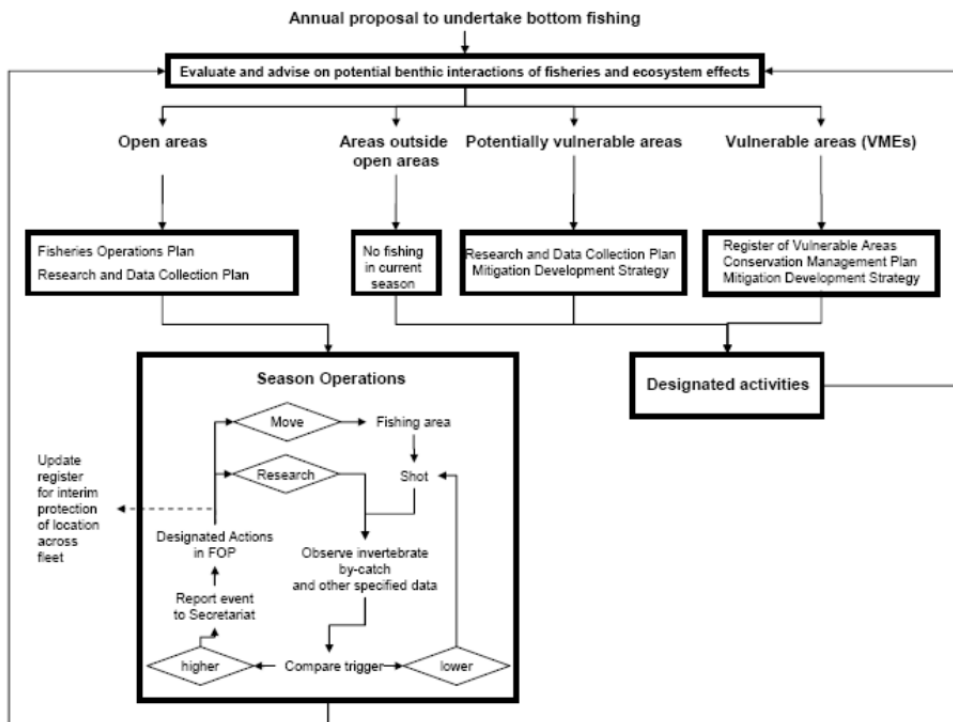 Annual proposal to undertake bottom fishing
Evaluate and advise on potential benthic interactions of fisheries and ecosystem effects
Open areas
Areas outside
open areas
Potentially vulnerable areas
Vulnerable areas (VMEs)
Fisheries Operations Plan
Research and Data Collection Plan
No fishing
in current
season
Research and Data Collection Plan
Mitigation Development Strategy
Register of Vulnerable Areas
Conservation Management Plan
Mitigation Development Strategy
Season Operations
Designated activities
Move
Fishing area
Research
Shot
Update
register
for interim
protection
of location
across
fleet
Designated Actions
in FOP
Observe invertebrate
by-catch
and other specified data
Report event
to Secretariat
higher
Compare trigger
lower